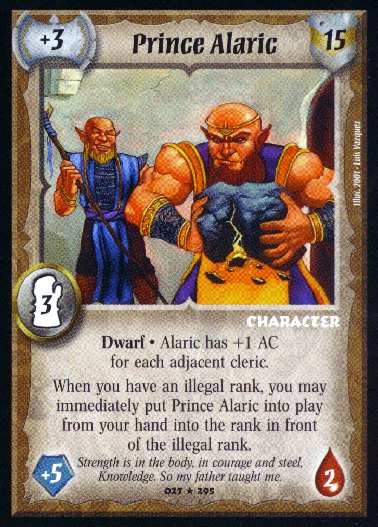 +3
Prince Alaric
15
Illus. 2001 • Luis Vazquez
3
CHARACTER
Dwarf • Alaric has +1 AC
for each adjacent cleric.
When you have an illegal rank, you may
immediately put Prince Alaric into play
from your hand into the rank in front
of the illegal rank.
+5
Strength is in the body, in courage and steel.
Knowledge. So my father taught me.
2
027 ★ 295